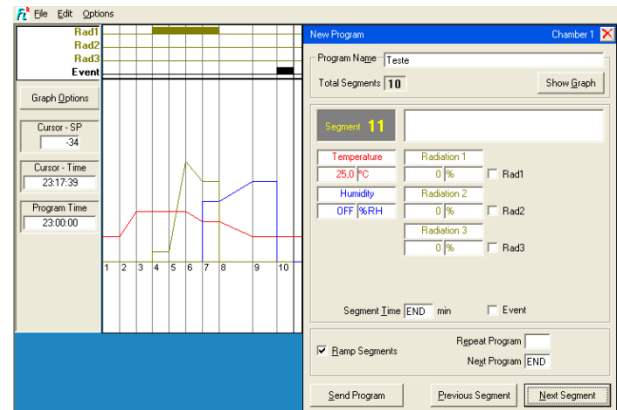 File Edit Options
Rad1
Rad2
Rad3
Event
Graph Options
Cursor - SP
-34
Cursor - Time
23:17:39
Program Time
23:00:00
1 2 3 4 5 6 7 8 9 10
New Program Chamber 1
Program Name Teste
Total Segments 10 Show Graph
Segment 11
Temperature Radiation 1
25,0 °C 0 % Rad1
Humidity Radiation 2
OFF %RH 0 % Rad2
Radiation 3
0 % Rad3
Segment Time END min Event
Ramp Segments Repeat Program
Next Program END
Send Program Previous Segment Next Segment